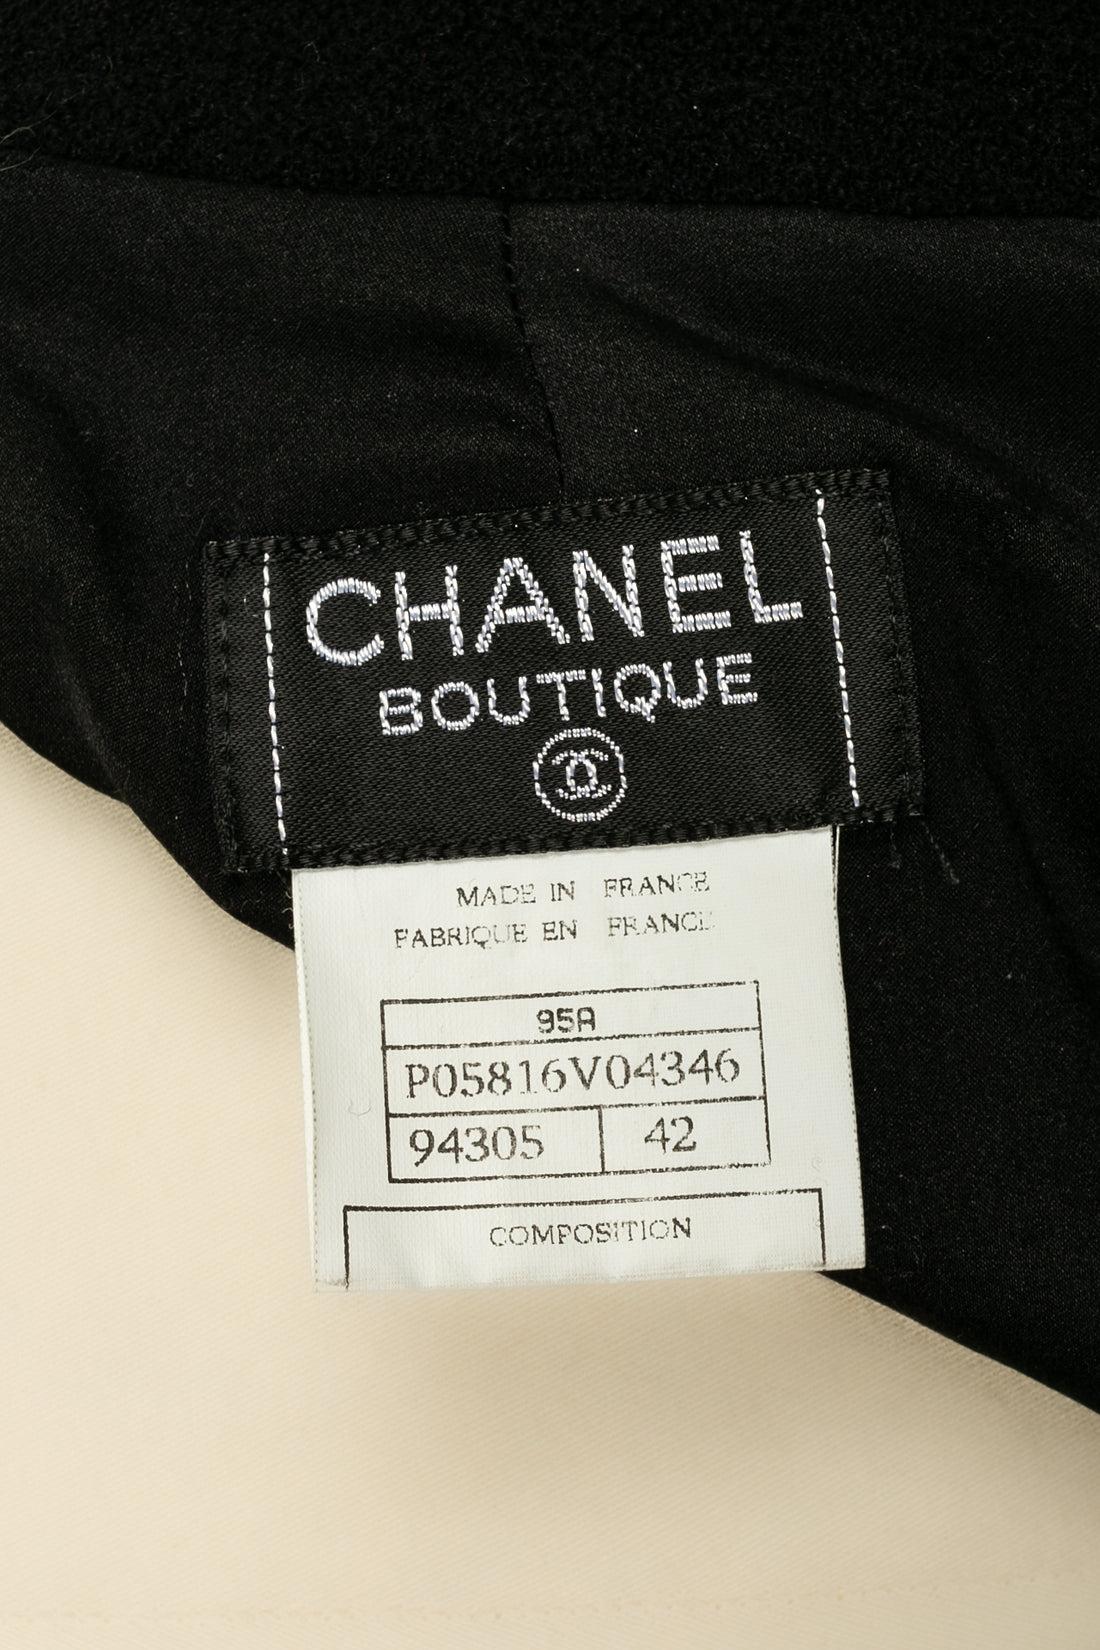 CHANEL
BOUTIQUE
MADE IN FRANCE
FABRIQUE EN FRANCE
95A
P05816V04346
94305 42
COMPOSITION